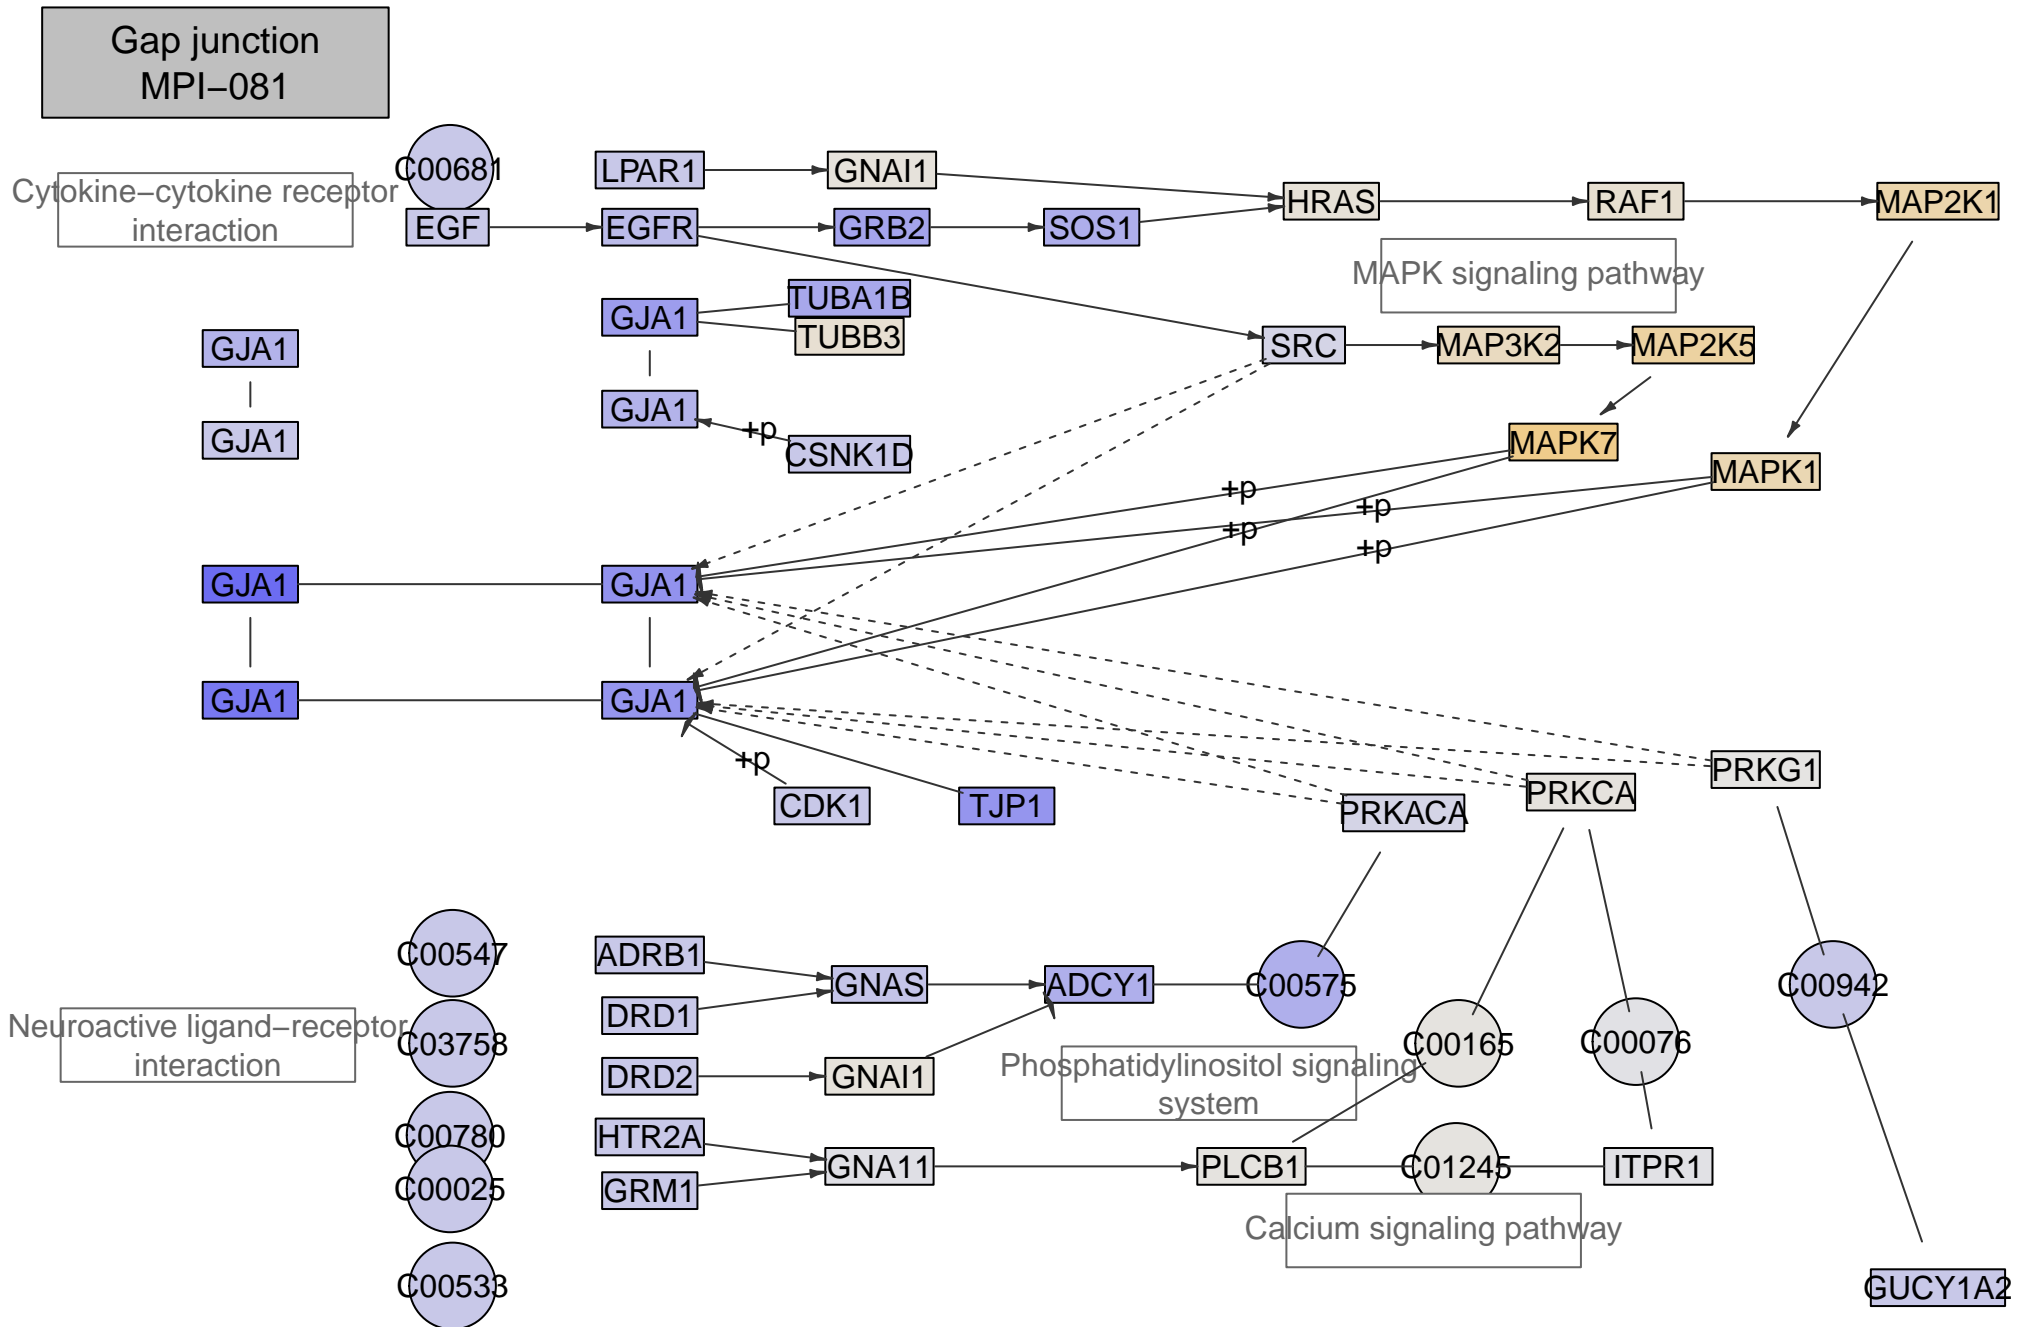 Gap junction
MPI−081
C00681
LPAR1
GNAI1
Cytokine−cytokine receptor
interaction
HRAS
RAF1
MAP2K1
EGF
EGFR
GRB2
SOS1
MAPK signaling pathway
TUBA1B
GJA1
TUBB3
GJA1
SRC
MAP3K2
MAP2K5
GJA1
GJA1
+p
CSNK1D
MAPK7
MAPK1
+p
+p
+p
+p
GJA1
GJA1
GJA1
GJA1
+p
CDK1
TJP1
PRKACA
PRKCA
PRKG1
C00547
ADRB1
GNAS
ADCY1
C00575
C00942
DRD1
Neuroactive ligand−receptor
interaction
C03758
C00165
C00076
DRD2
GNAI1
Phosphatidylinositol signaling
system
C00780
HTR2A
GNA11
PLCB1
C01245
ITPR1
C00025
GRM1
Calcium signaling pathway
C00533
GUCY1A2